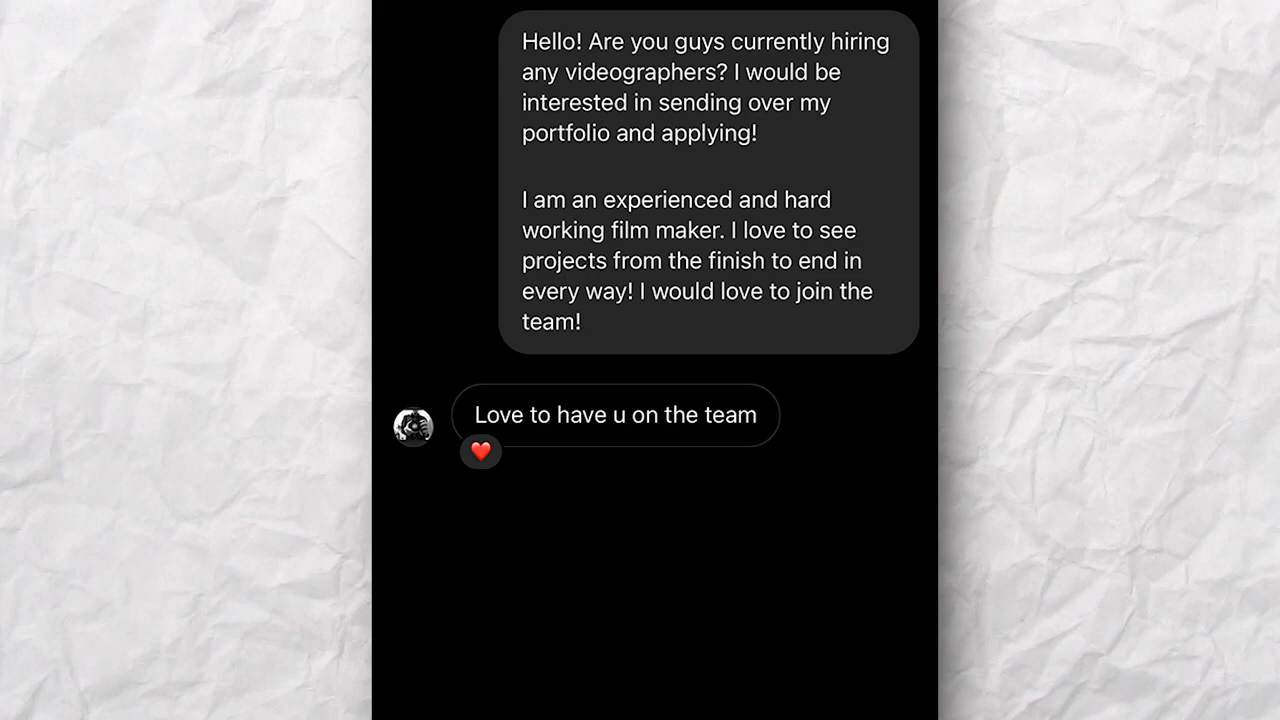 Hello! Are you guys currently hiring
any videographers? I would be
interested in sending over my
portfolio and applying!
I am an experienced and hard
working film maker. I love to see
projects from the finish to end in
every way! I would love to join the
team!
Love to have u on the team